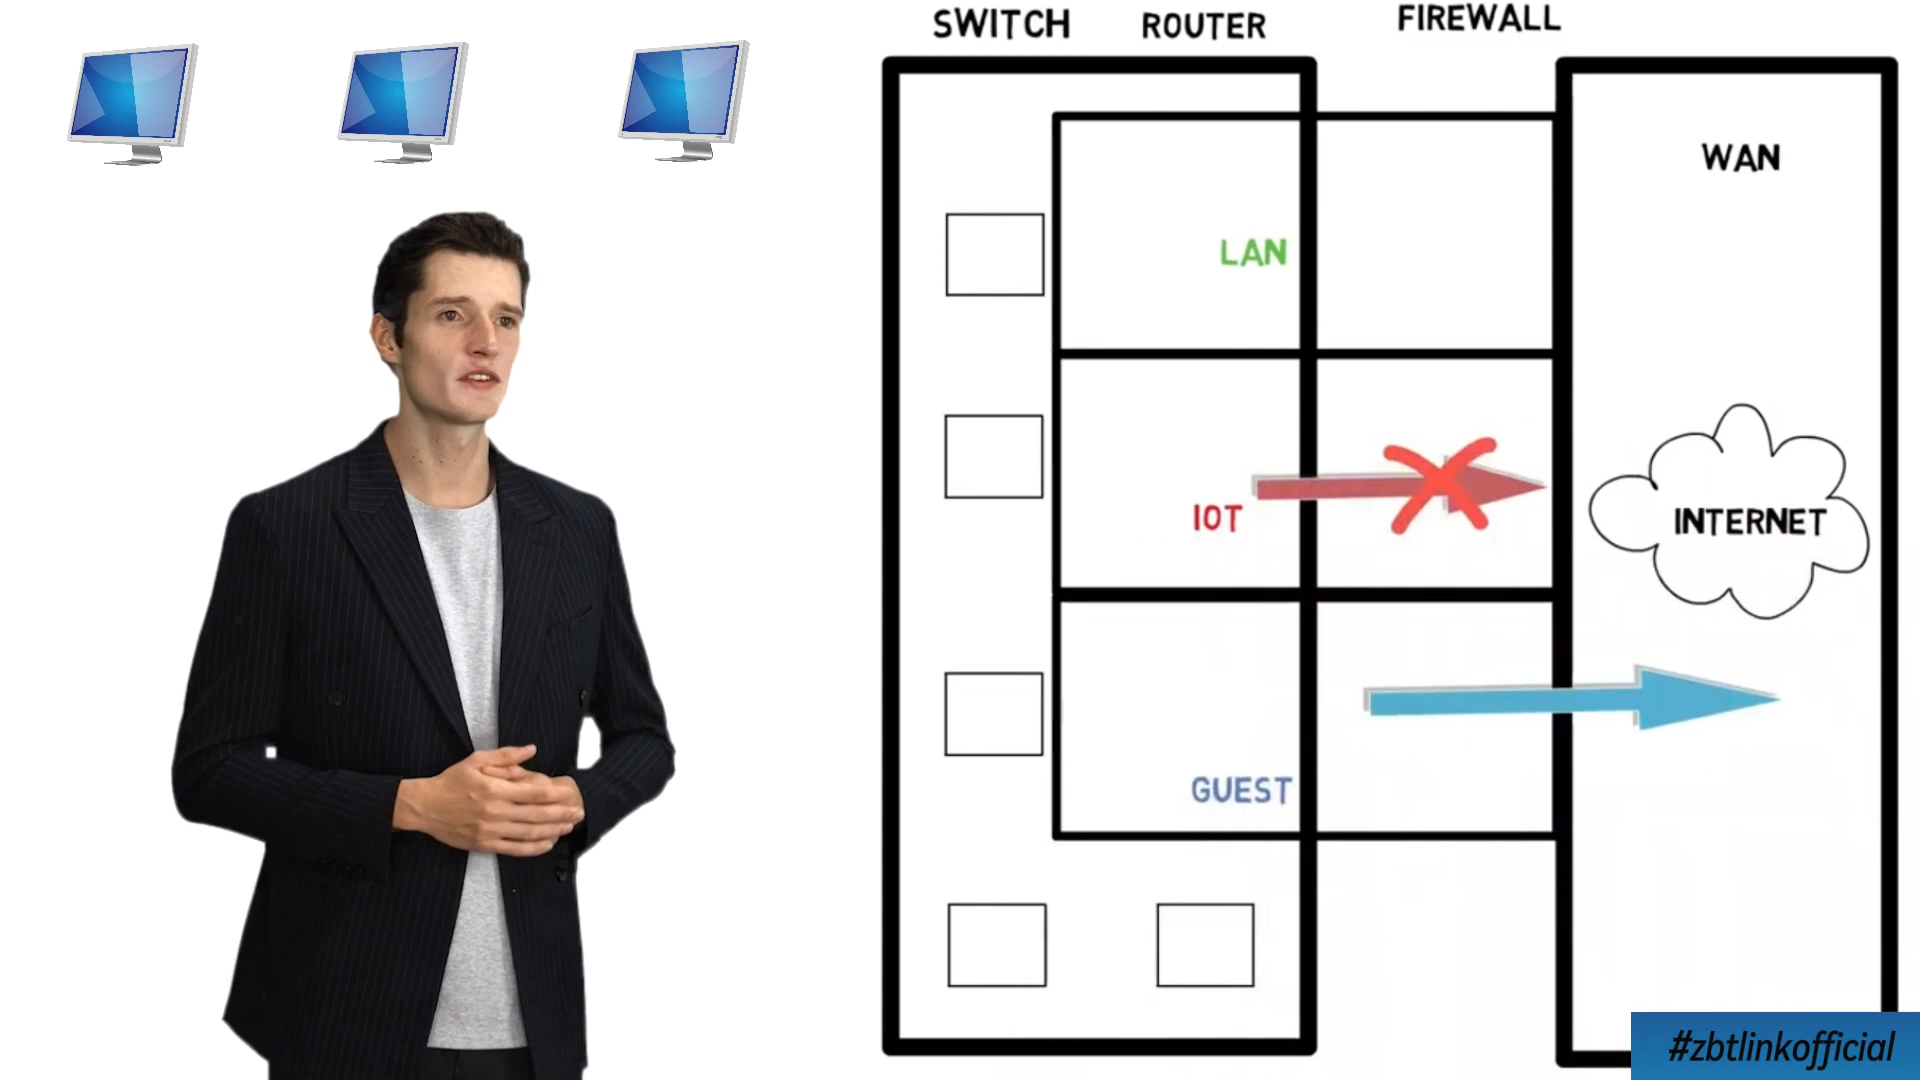 SWITCH
ROUTER
FIREWALL
WAN
LAN
IOT
INTERNET
GUEST
#zbtlinkofficial